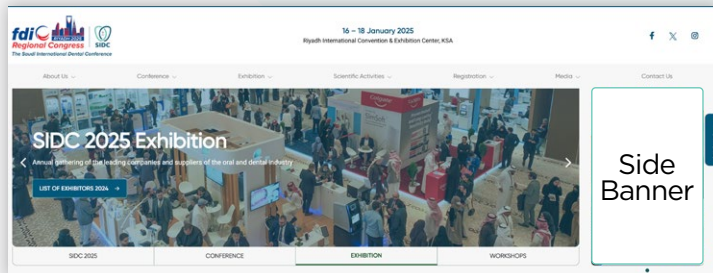 fdi
Regional Congress
SIDC
The Saudi International Dental Conference
16 – 18 January 2025
Riyadh International Convention & Exhibition Center, KSA
About Us
Conference
Exhibition
Scientific Activities
Registration
Media
Contact Us
SIDC 2025 Exhibition
Annual gathering of the leading companies and suppliers of the oral and dental industry
LIST OF EXHIBITORS 2024
Side
Banner
SIDC 2025
CONFERENCE
EXHIBITION
WORKSHOPS